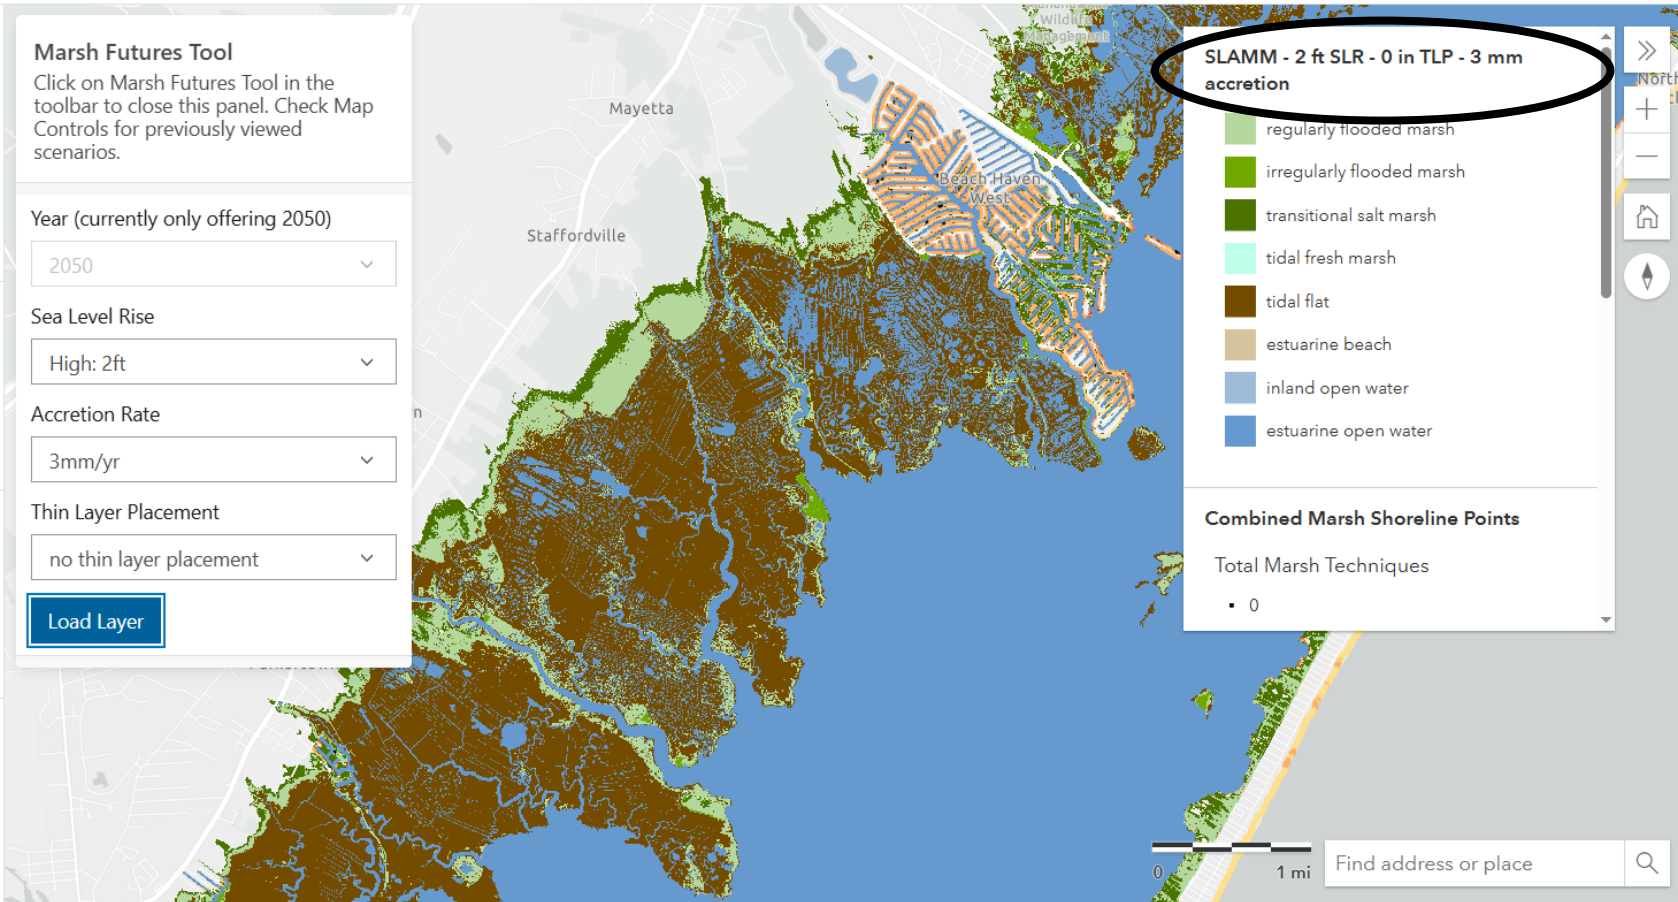 Marsh Futures Tool
Click on Marsh Futures Tool in the
toolbar to close this panel. Check Map
Controls for previously viewed
scenarios.
Year (currently only offering 2050)
2050
Sea Level Rise
High: 2ft
Accretion Rate
3mm/yr
Thin Layer Placement
no thin layer placement
Load Layer
Mayetta
Staffordville
Wildlife
Management
Beach Haven
West
n
SLAMM - 2 ft SLR - 0 in TLP - 3 mm
accretion
regularly flooded marsh
irregularly flooded marsh
transitional salt marsh
tidal fresh marsh
tidal flat
estuarine beach
inland open water
estuarine open water
Combined Marsh Shoreline Points
Total Marsh Techniques
0
North
0
1 mi
Find address or place